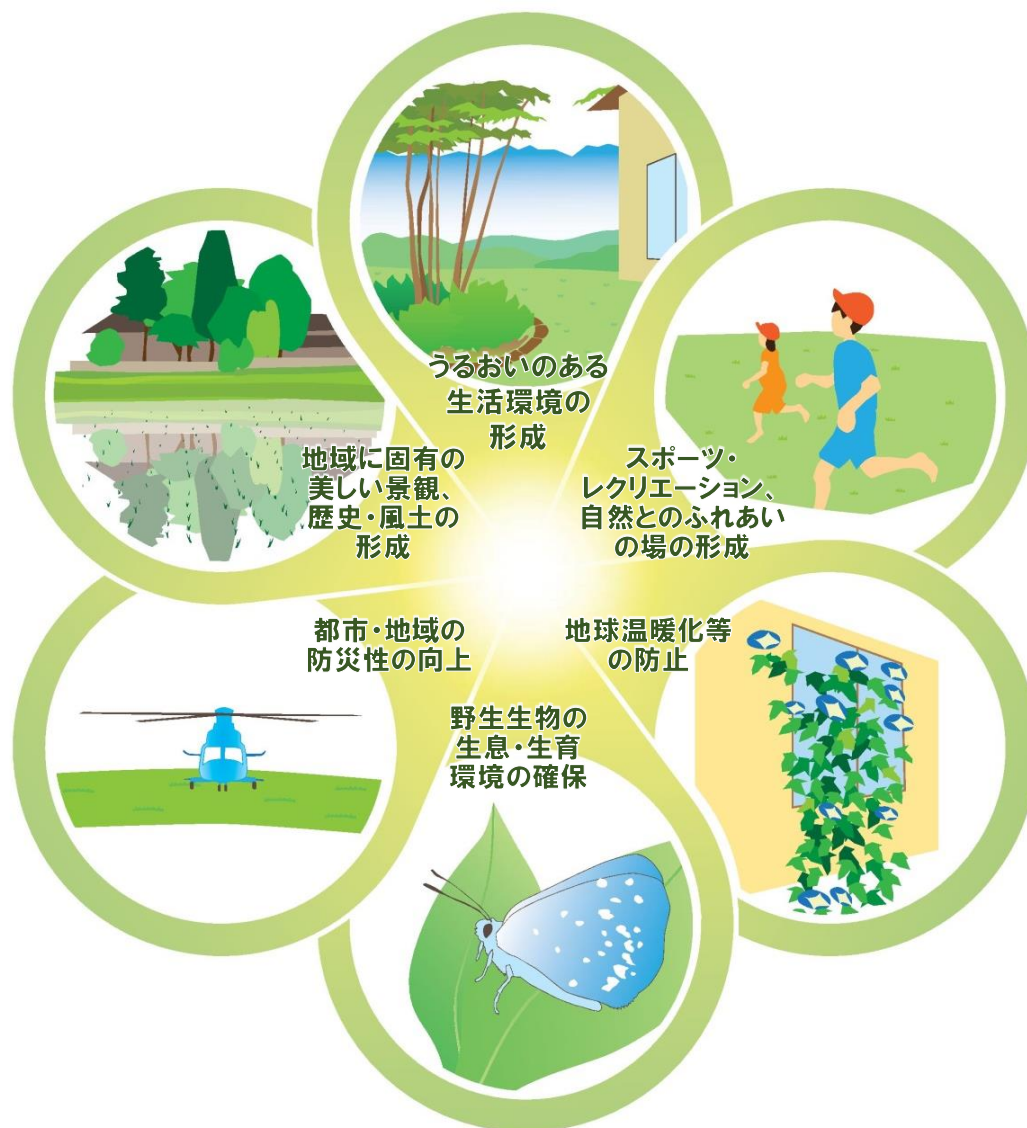 うるおいのある
生活環境の
形成
地域に固有の
美しい景観、
歴史・風土の
形成
スポーツ・
レクリエーション、
自然とのふれあい
の場の形成
都市・地域の
防災性の向上
地球温暖化等
の防止
野生生物の
生息・生育
環境の確保